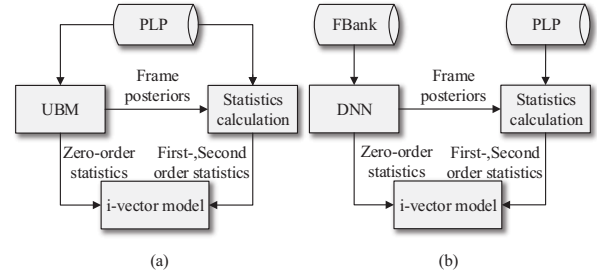 PLP
UBM
Frame
posteriors
Statistics
calculation
Zero-order
statistics
First-,Second
order statistics
i-vector model
(a)
FBank
PLP
DNN
Frame
posteriors
Statistics
calculation
Zero-order
statistics
First-,Second
order statistics
i-vector model
(b)